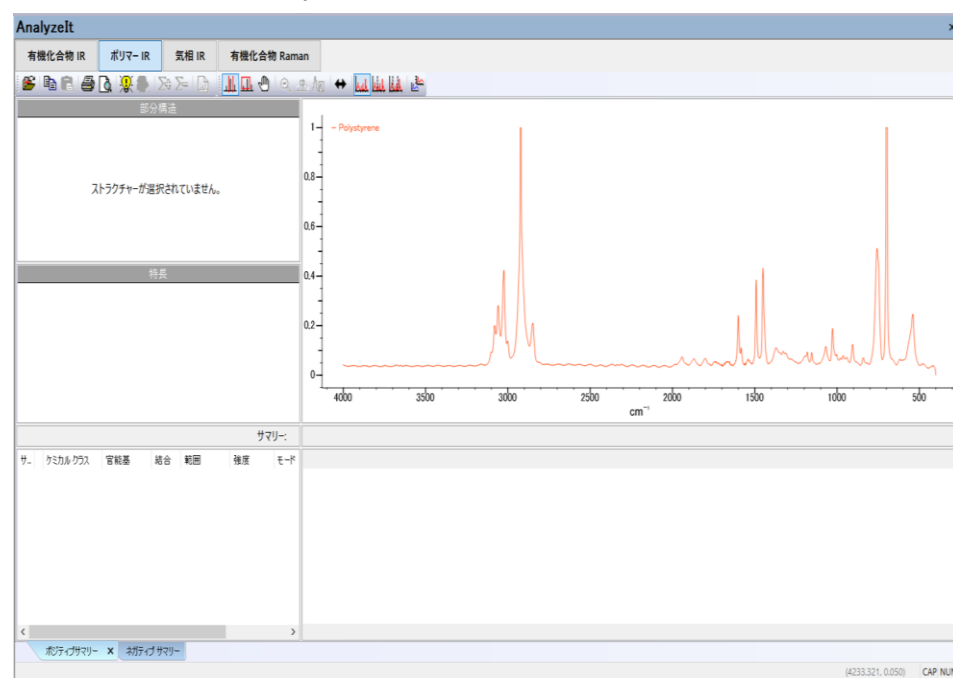 AnalyzeIt
有機化合物 IR ポリマー IR 気相 IR 有機化合物 Raman
部分構造
ストラクチャーが選択されていません。
特長
1
— Polystyrene
0.8
0.6
0.4
0.2
0
4000 3500 3000 2500 2000 1500 1000 500
cm⁻¹
サマリー:
サ... ケミカル クラス 官能基 結合 範囲 強度 モード
ポジティブサマリー × ネガティブ サマリー
(4233.321, 0.050) CAP NUM